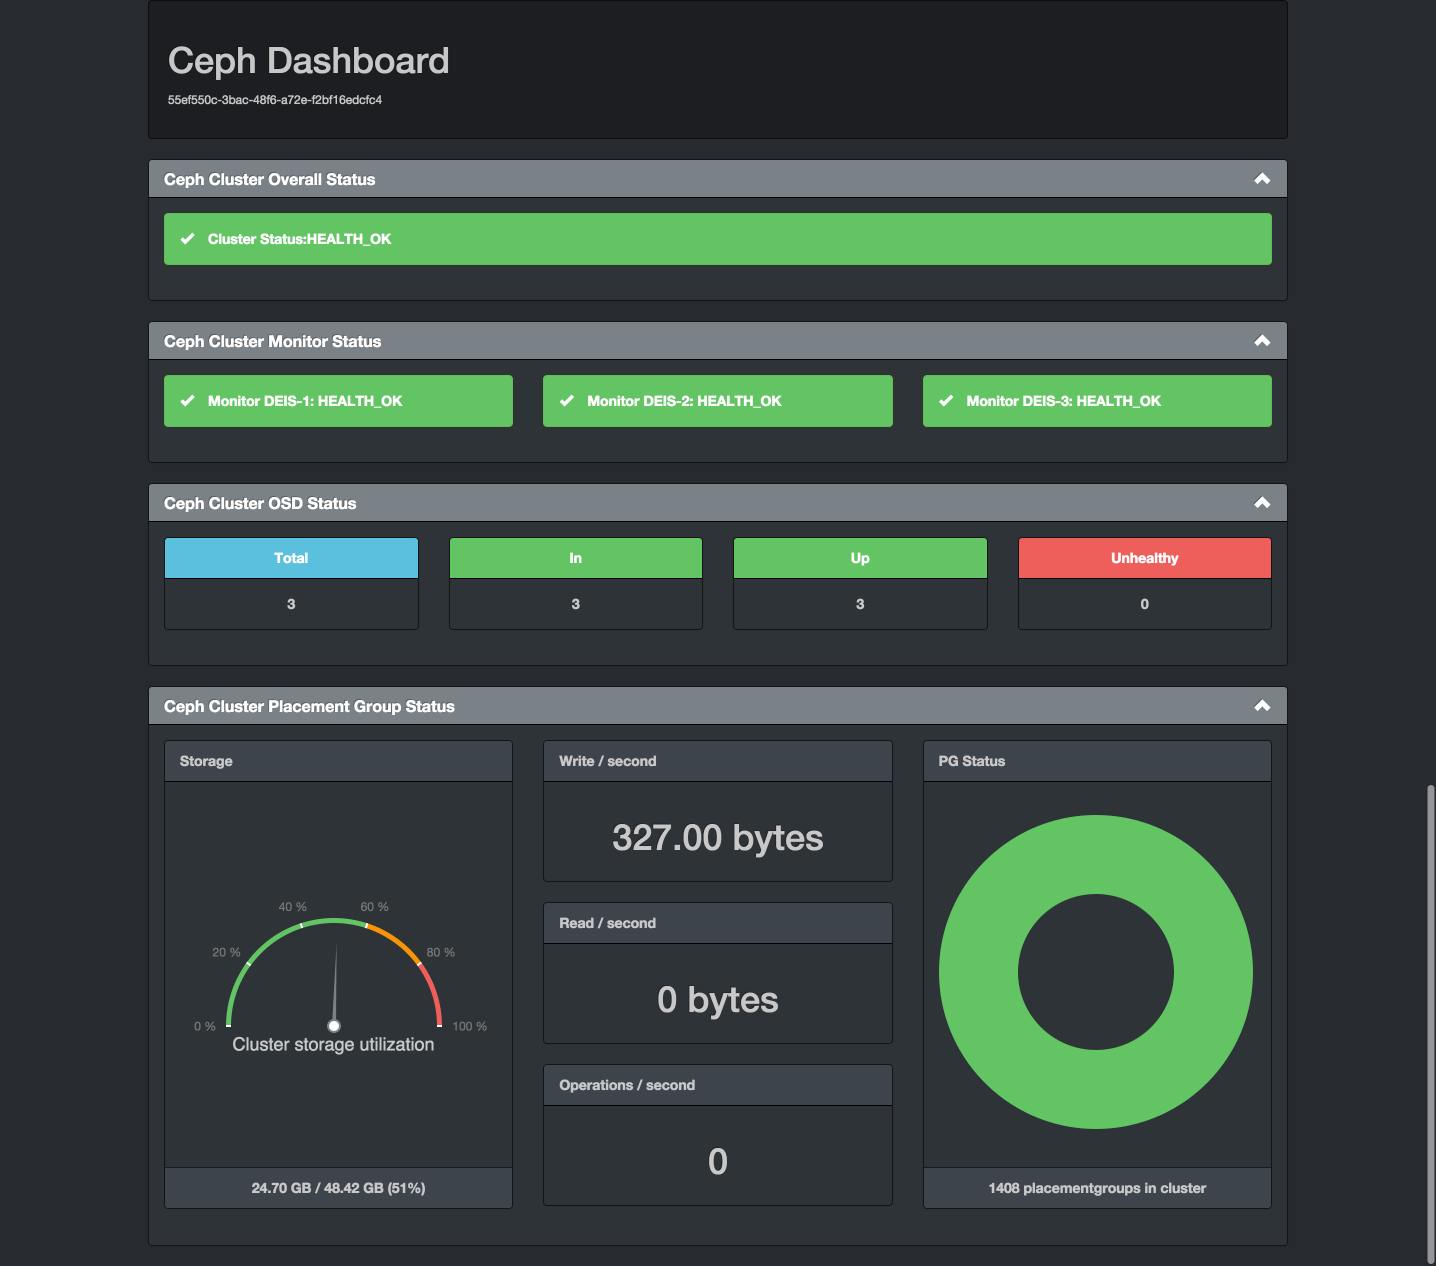 Ceph Dashboard
55ef550c-3bac-48f6-a72e-f2bf16edcfc4
Ceph Cluster Overall Status
Cluster Status:HEALTH_OK
Ceph Cluster Monitor Status
Monitor DEIS-1: HEALTH_OK
Monitor DEIS-2: HEALTH_OK
Monitor DEIS-3: HEALTH_OK
Ceph Cluster OSD Status
Total
3
In
3
Up
3
Unhealthy
0
Ceph Cluster Placement Group Status
Storage
0 %
20 %
40 %
60 %
80 %
100 %
Cluster storage utilization
24.70 GB / 48.42 GB (51%)
Write / second
327.00 bytes
Read / second
0 bytes
Operations / second
0
PG Status
1408 placementgroups in cluster